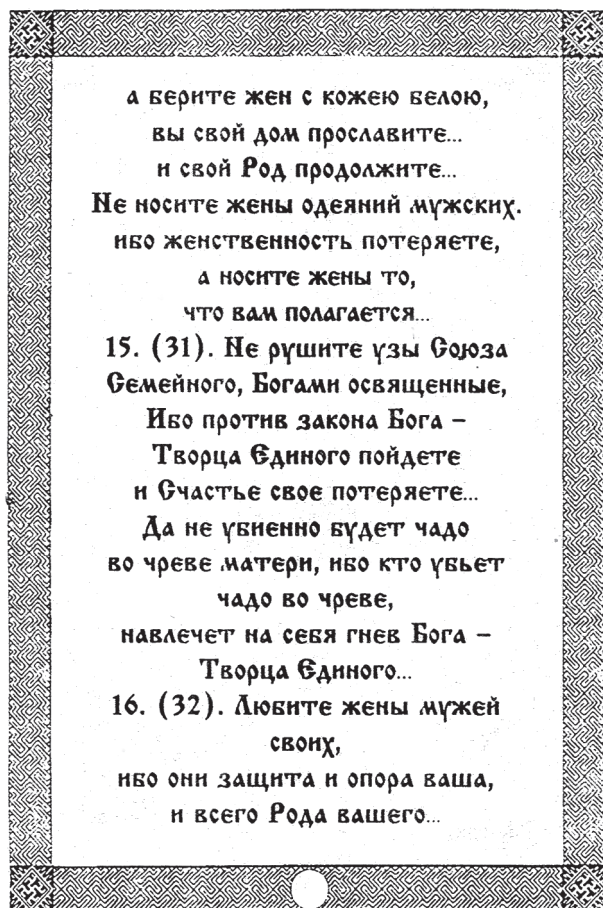 а берите жен с кожею белою,
вы свой дом прославите...
и свой Род продолжите...
Не носите жены одеяний мужских.
ибо женственность потеряете,
а носите жены то,
что вам полагается...
15. (31). Не рушите узы Союза
Семейного, Богами освященные,
Ибо против закона Бога –
Творца Единого пойдете
и Счастье свое потеряете...
Да не убиенно будет чадо
во чреве матери, ибо кто убьет
чадо во чреве,
навлечет на себя гнев Бога –
Творца Единого...
16. (32). Любите жены мужей
своих,
ибо они защита и опора ваша,
и всего Рода вашего...